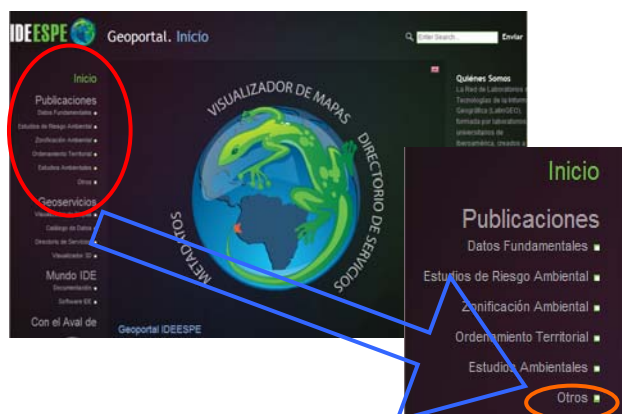 IDEESPE Geoportal. Inicio
Enter Search... Enviar
Inicio
Publicaciones
Datos Fundamentales
Estudios de Riesgo Ambiental
Zonificación Ambiental
Ordenamiento Territorial
Estudios Ambientales
Otros
Geoservicios
Catálogo de Datos
Directorio de Servicios
Visualizador 3D
Mundo IDE
Documentación
Software IDE
Con el Aval de
VISUALIZADOR DE MAPAS
DIRECTORIO DE SERVICIOS
METADATOS
Geoportal IDEESPE
Quiénes Somos
La Red de Laboratorios
Tecnologías de la
Geográfica (LatinGEO),
formada por laboratorios
universitarios de
Iberoamérica, creados a
Inicio
Publicaciones
Datos Fundamentales
Estudios de Riesgo Ambiental
Zonificación Ambiental
Ordenamiento Territorial
Estudios Ambientales
Otros